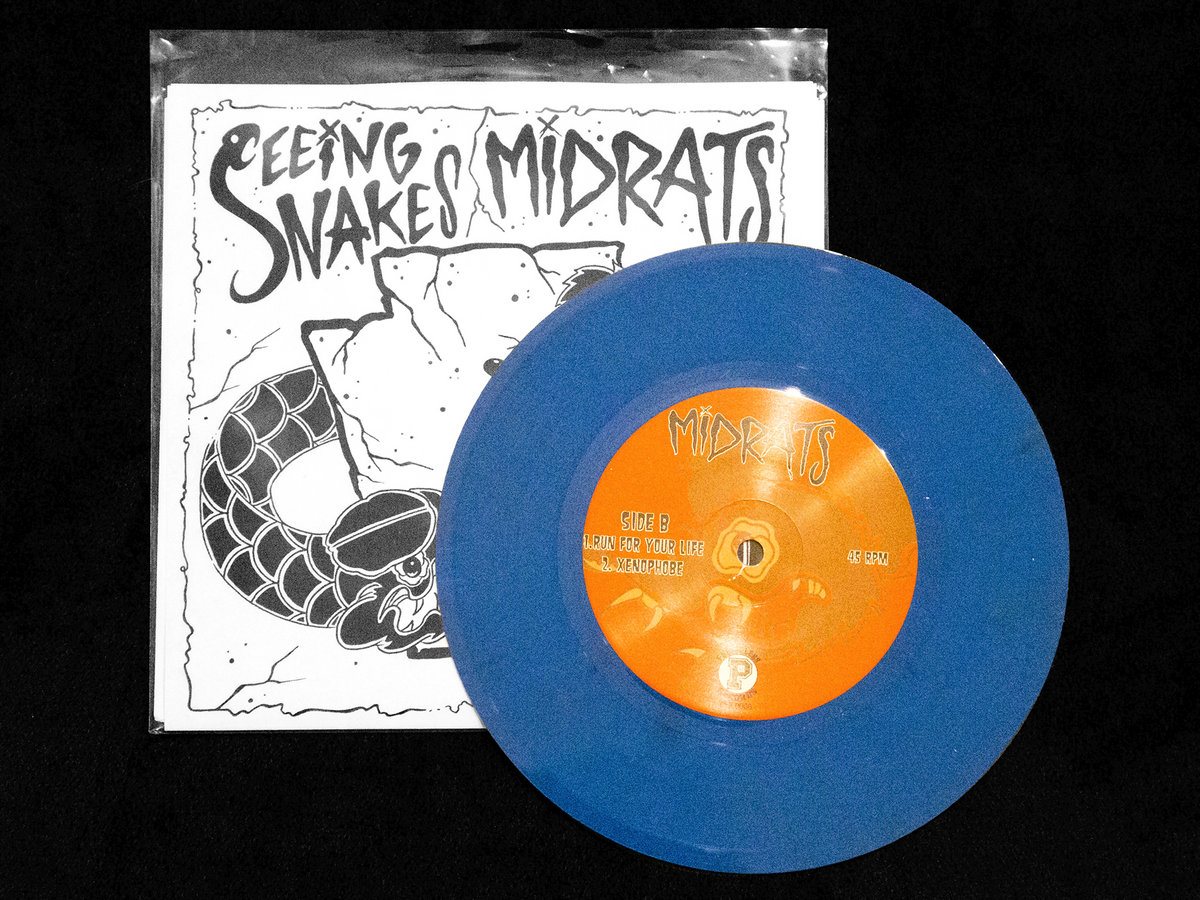 SEEING
SNAKES
MIDRATS
MIDRATS
SIDE B
1.RUN FOR YOUR LIFE
2. XENOPHOBE
45 RPM
P